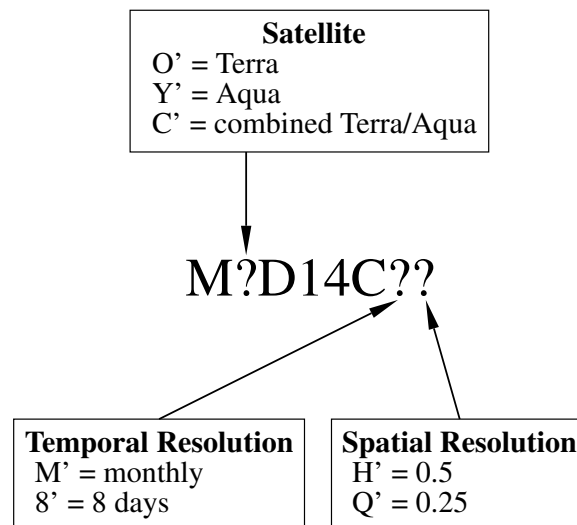 Satellite
O’ = Terra
Y’ = Aqua
C’ = combined Terra/Aqua
M?D14C??
Temporal Resolution
M’ = monthly
8’ = 8 days
Spatial Resolution
H’ = 0.5
Q’ = 0.25